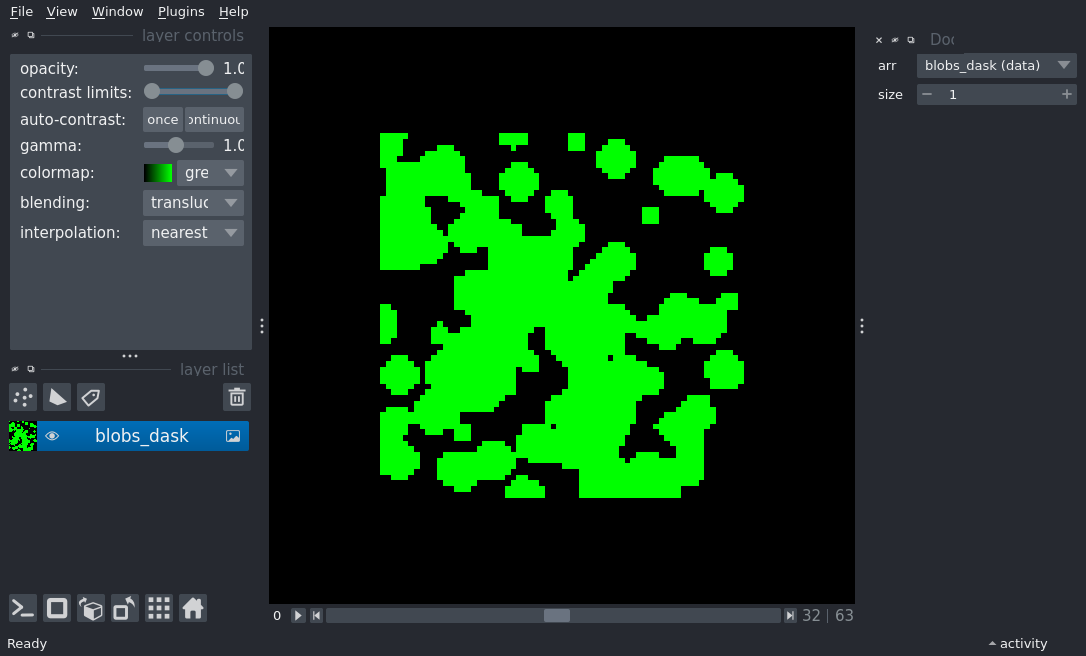 File View Window Plugins Help
layer controls
opacity: 1.0
contrast limits:
auto-contrast: once ontinuou
gamma: 1.0
colormap: gre
blending: transluc
interpolation: nearest
layer list
blobs_dask
0 32 | 63
Ready
Doc
arr blobs_dask (data)
size 1
activity